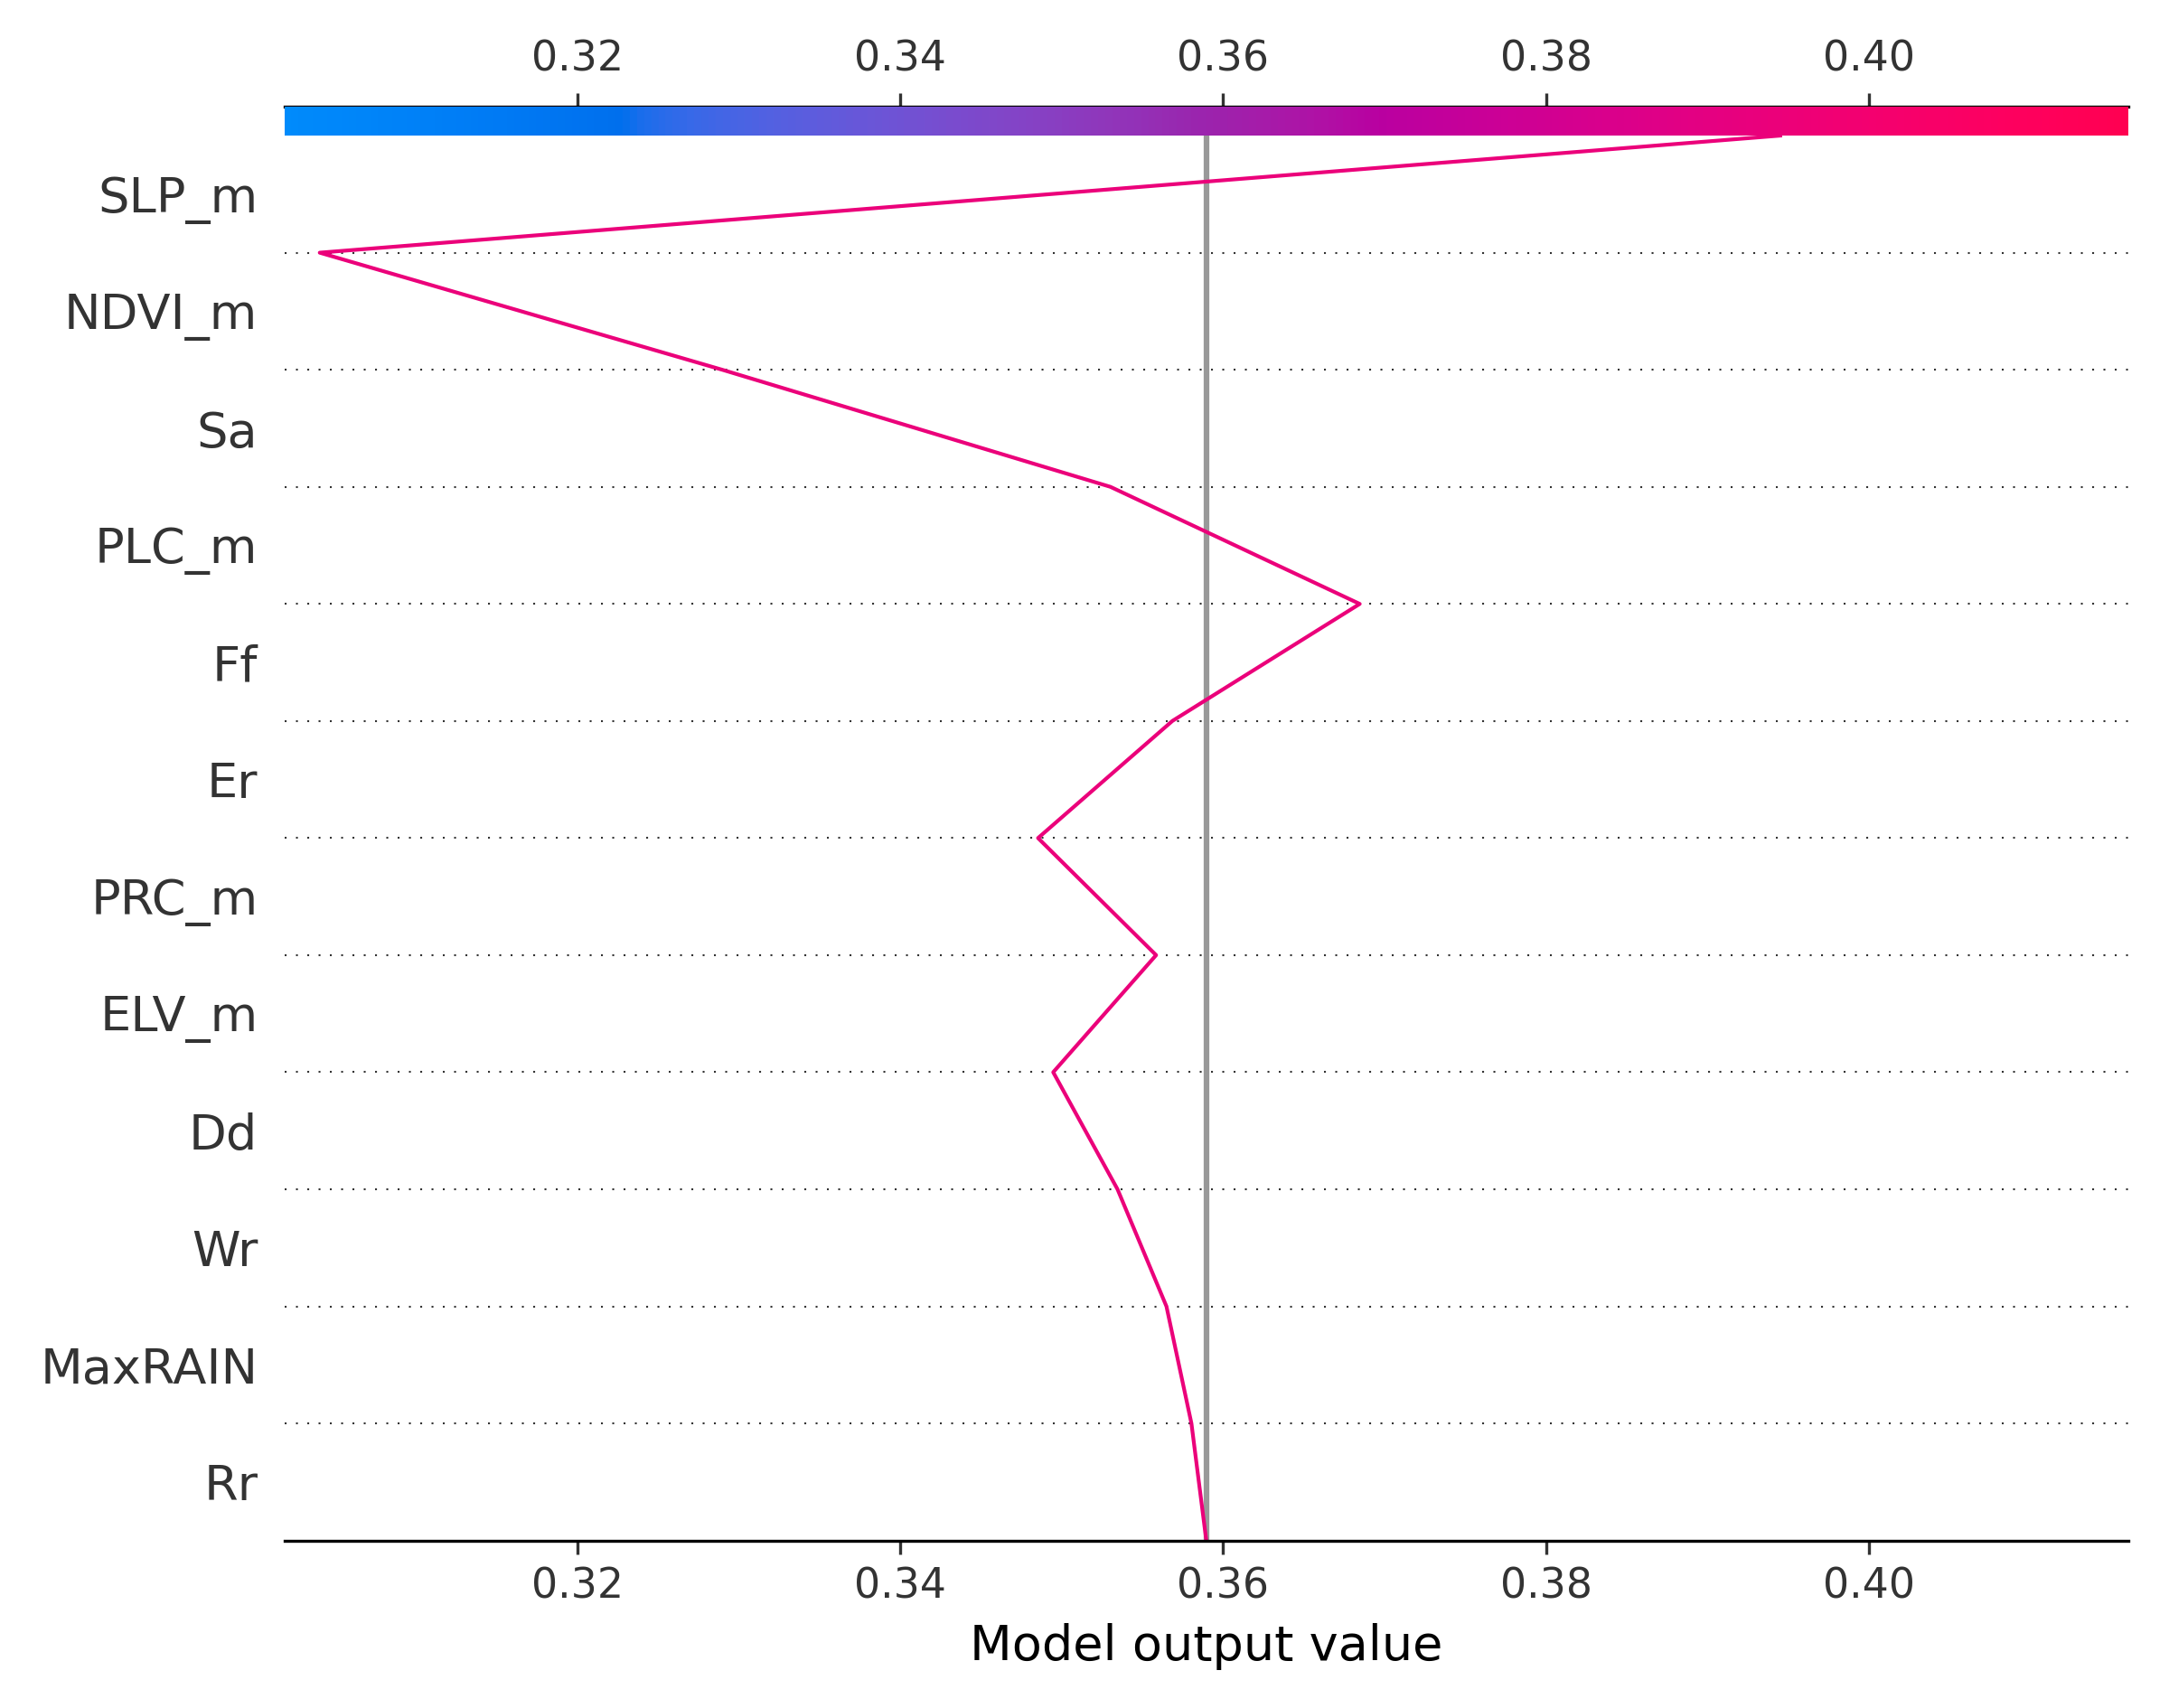 0.32 0.34 0.36 0.38 0.40
SLP_m
NDVI_m
Sa
PLC_m
Ff
Er
PRC_m
ELV_m
Dd
Wr
MaxRAIN
Rr
0.32 0.34 0.36 0.38 0.40
Model output value